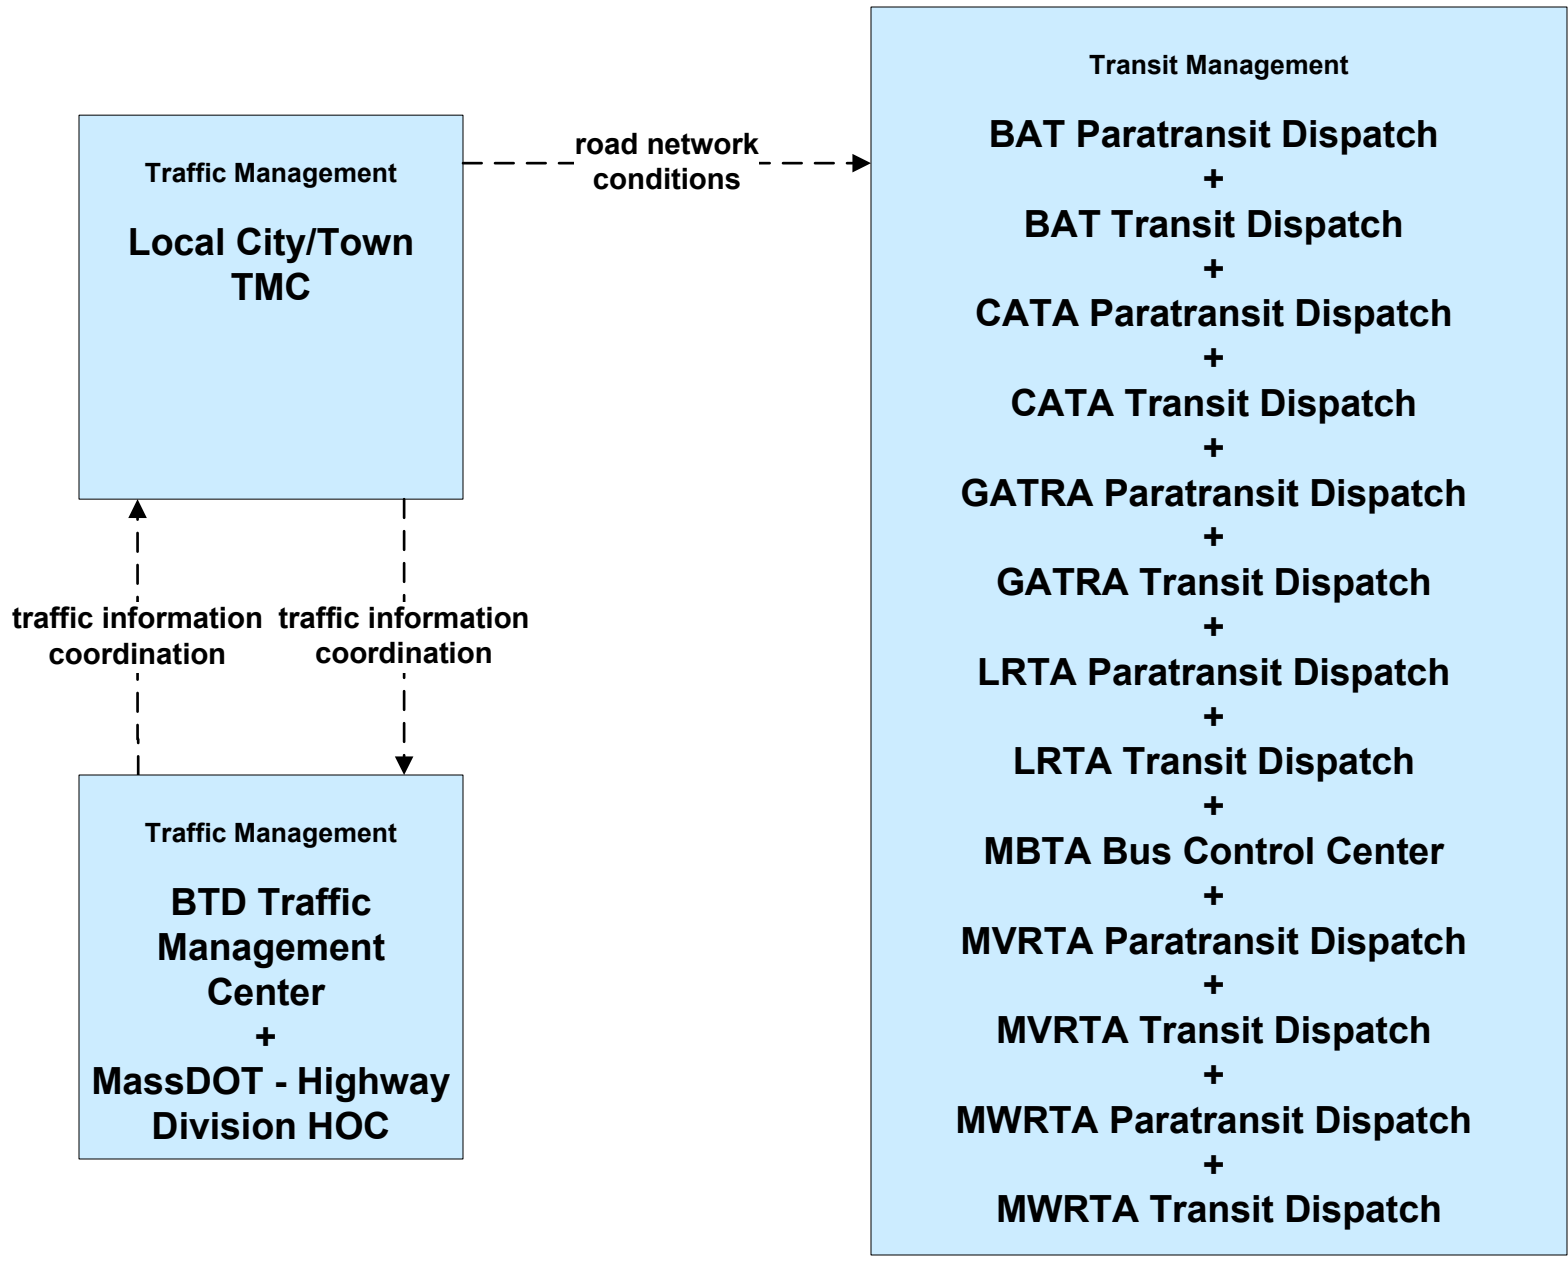 Traffic Management
Local City/Town
TMC
road network
conditions
traffic information
coordination
traffic information
coordination
Traffic Management
BTD Traffic
Management
Center
+
MassDOT - Highway
Division HOC
Transit Management
BAT Paratransit Dispatch
+
BAT Transit Dispatch
+
CATA Paratransit Dispatch
+
CATA Transit Dispatch
+
GATRA Paratransit Dispatch
+
GATRA Transit Dispatch
+
LRTA Paratransit Dispatch
+
LRTA Transit Dispatch
+
MBTA Bus Control Center
+
MVRTA Paratransit Dispatch
+
MVRTA Transit Dispatch
+
MWRTA Paratransit Dispatch
+
MWRTA Transit Dispatch